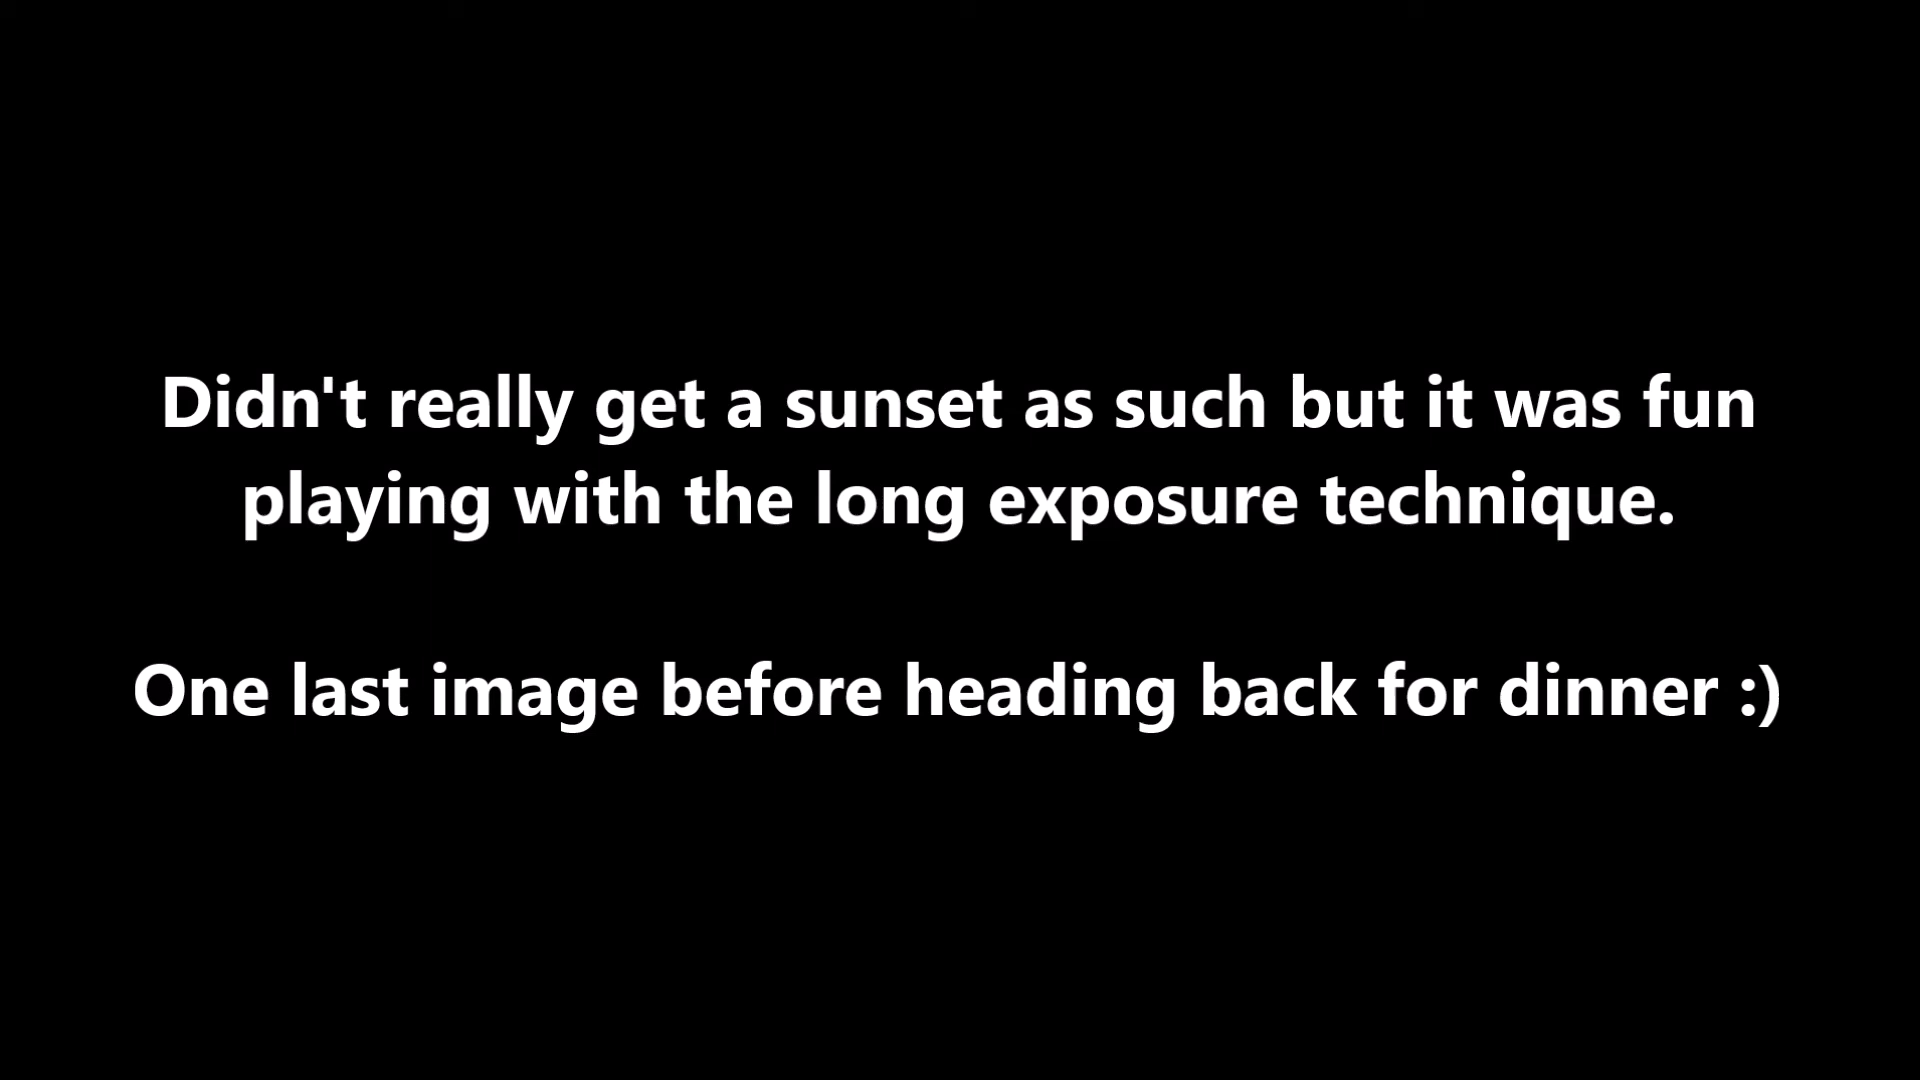 Didn't really get a sunset as such but it was fun
playing with the long exposure technique.
One last image before heading back for dinner :)